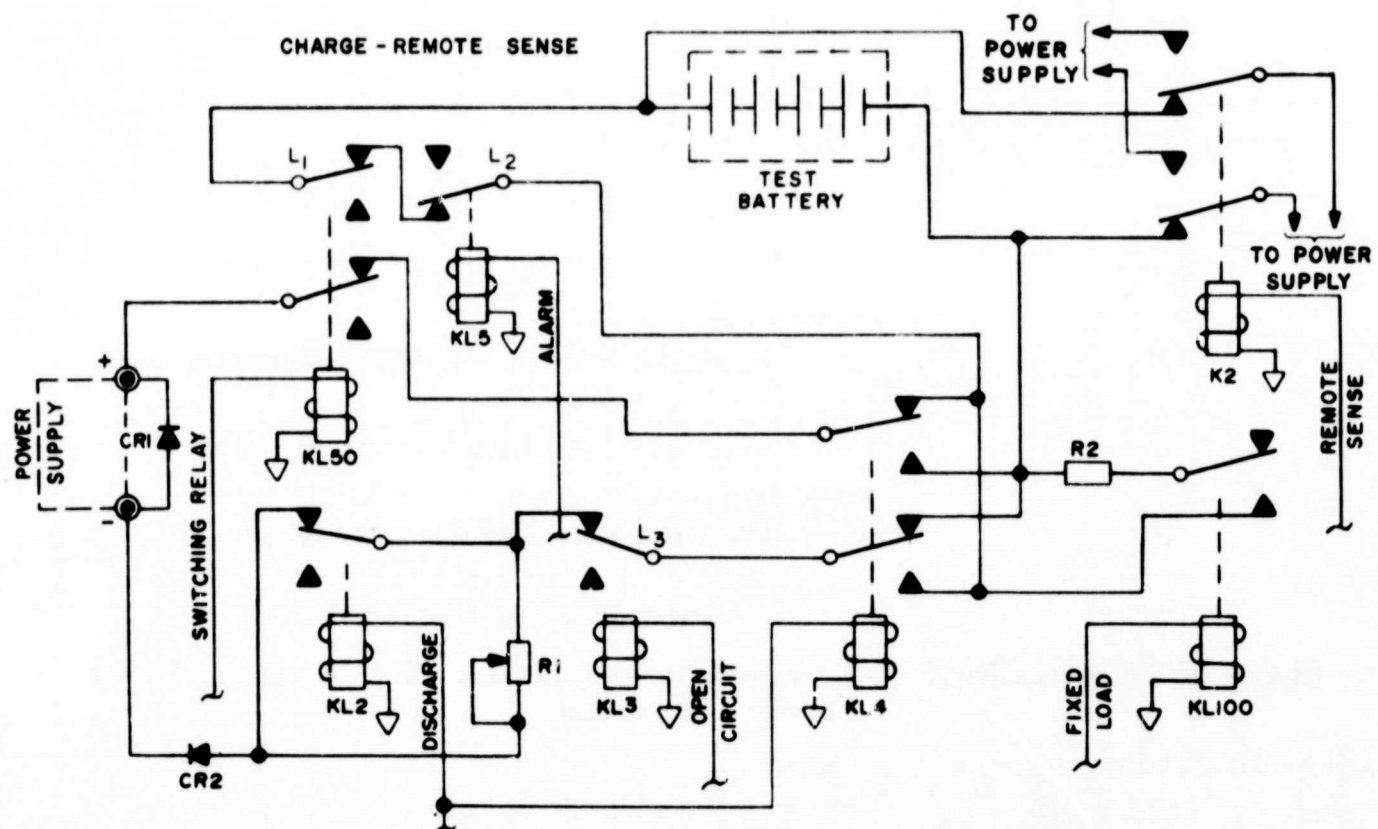 CHARGE - REMOTE SENSE
TO
POWER
SUPPLY
TEST
BATTERY
L1
L2
TO POWER
SUPPLY
KL5
ALARM
K2
REMOTE
SENSE
+
POWER
SUPPLY
-
CR1
KL50
SWITCHING RELAY
R2
L3
KL2
DISCHARGE
R1
KL3
OPEN
CIRCUIT
KL4
FIXED
LOAD
KL100
CR2